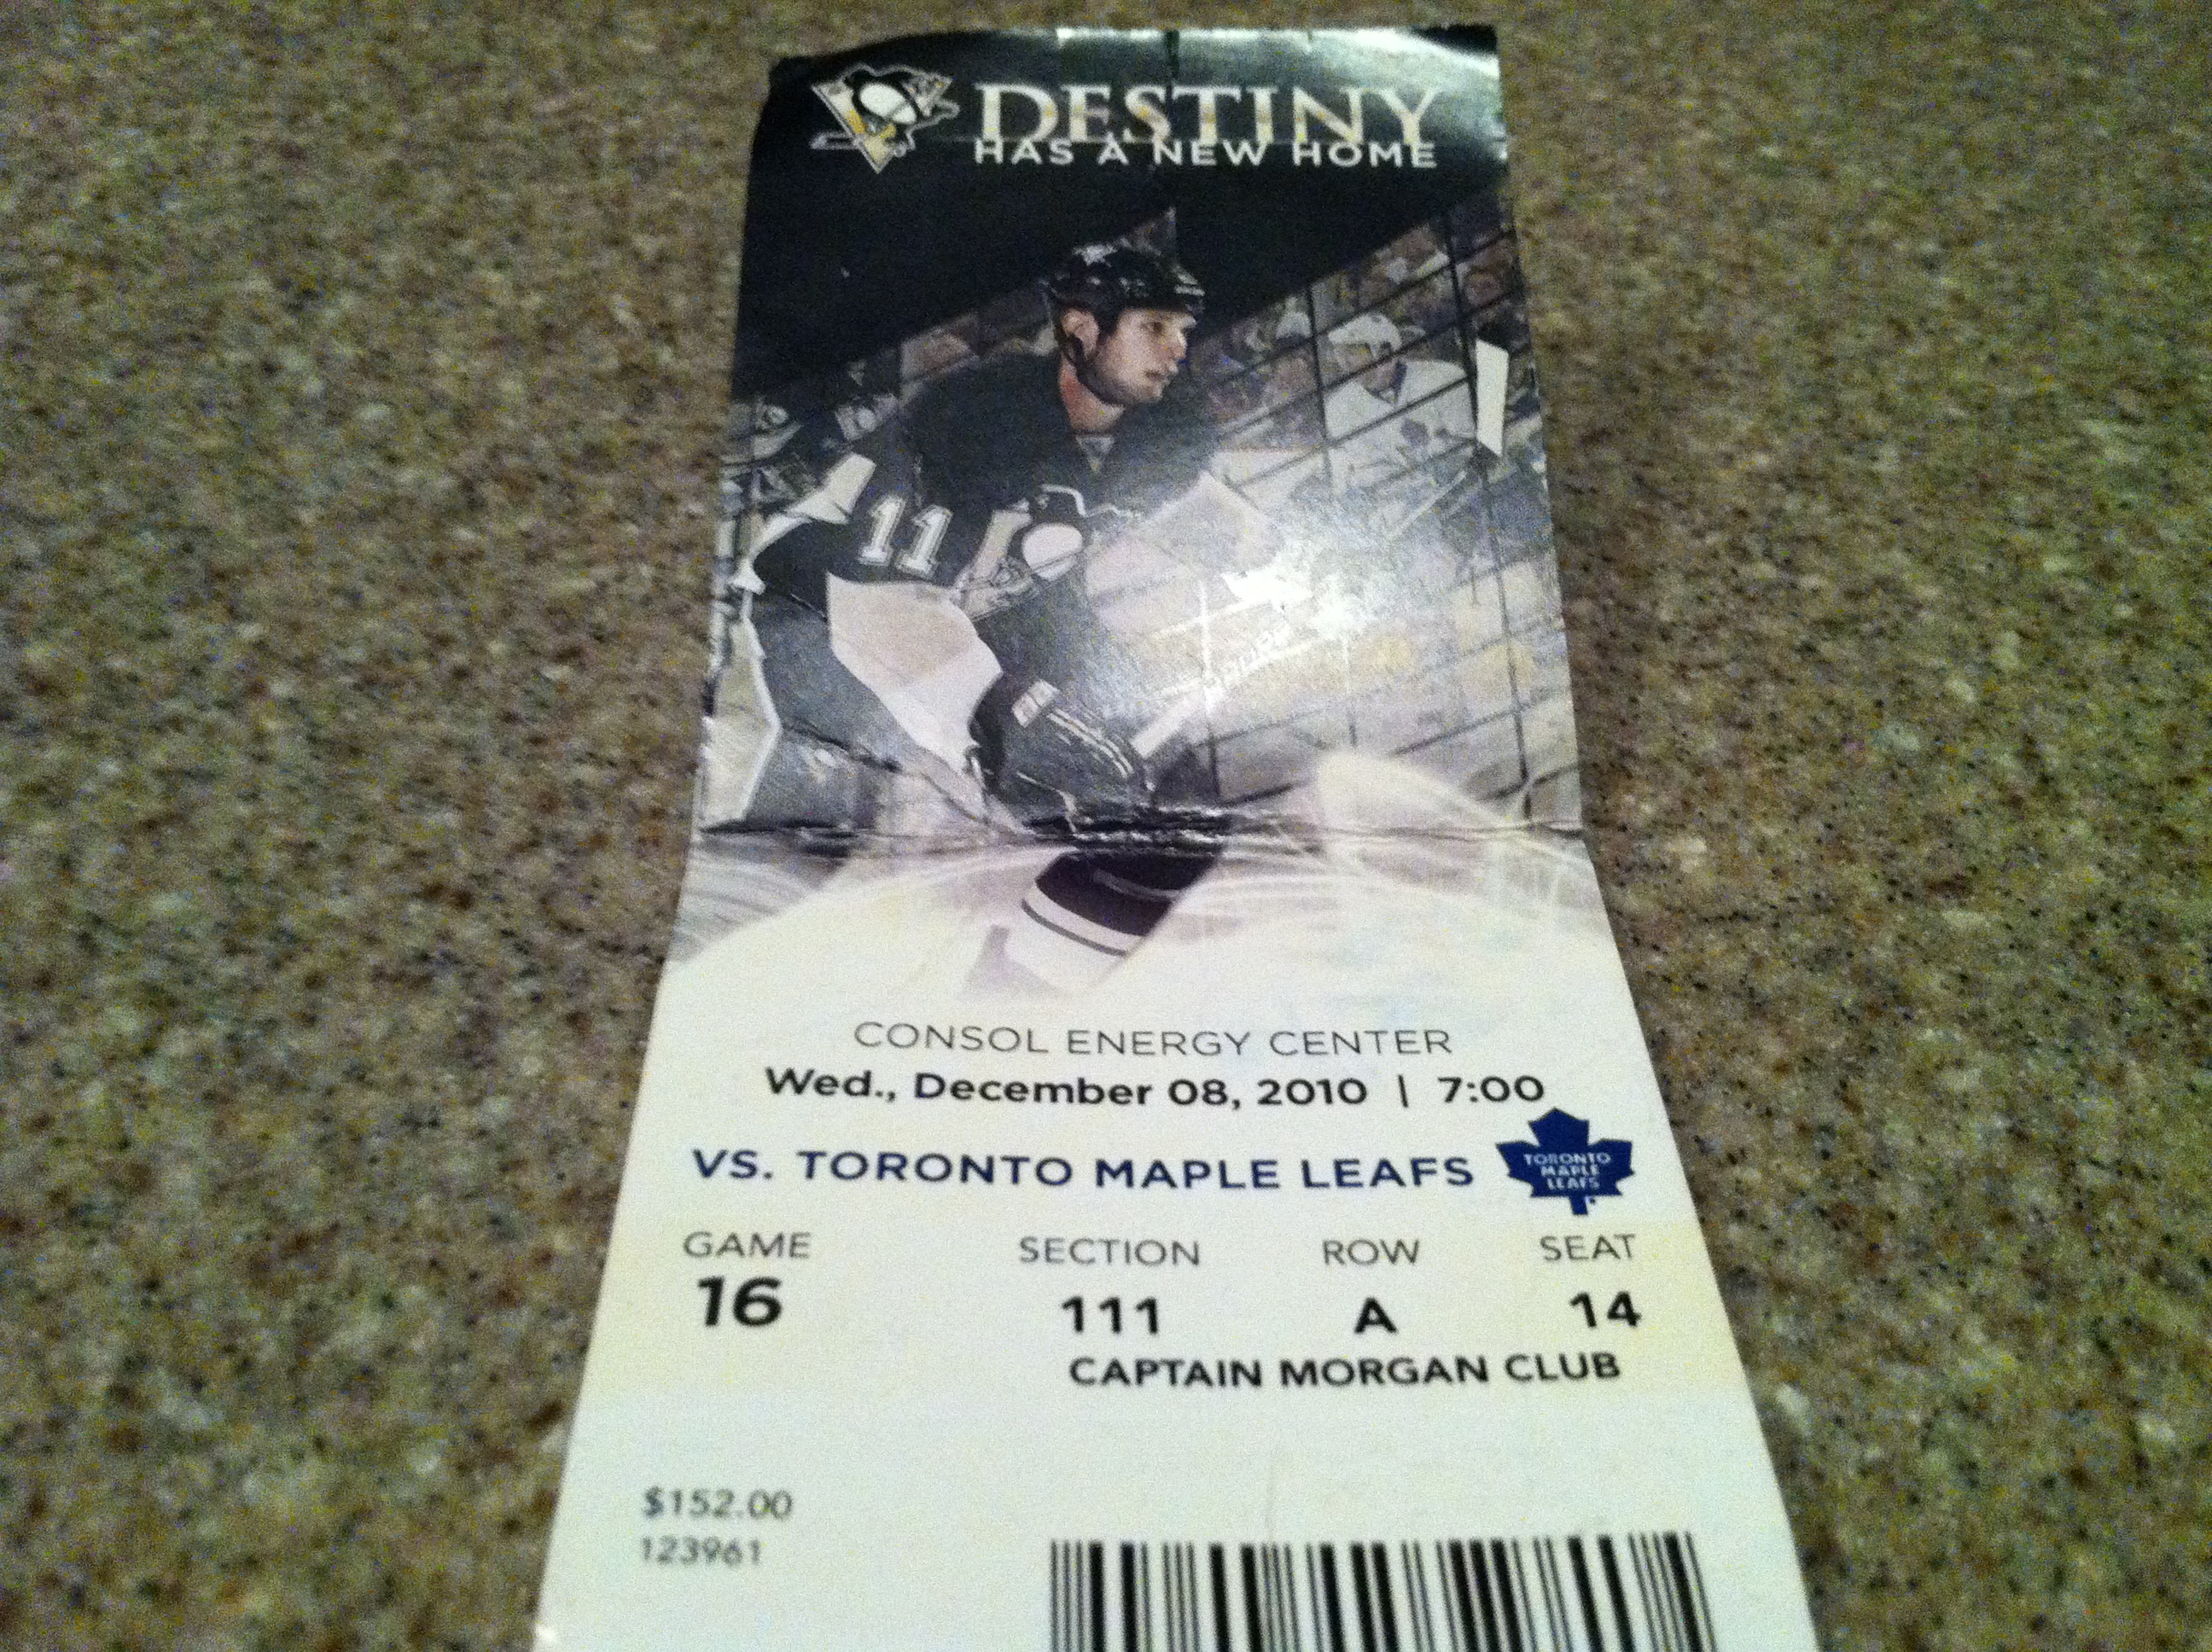 DESTINY
HAS A NEW HOME
11
CONSOL ENERGY CENTER
Wed., December 08, 2010 | 7:00
VS. TORONTO MAPLE LEAFS
TORONTO
MAPLE
LEAFS
GAME SECTION ROW SEAT
16 111 A 14
CAPTAIN MORGAN CLUB
$152.00
123961